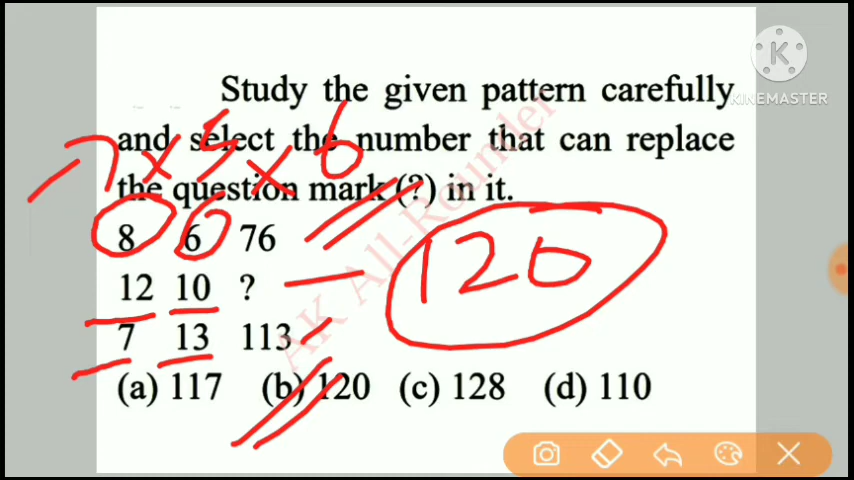 K
KINEMASTER
Study the given pattern carefully
and select the number that can replace
the question mark (?) in it.
7 x 5 x 6
8 6 76
12 10 ?
7 13 113
120
(a) 117 (b) 120 (c) 128 (d) 110
AK All-Rounder